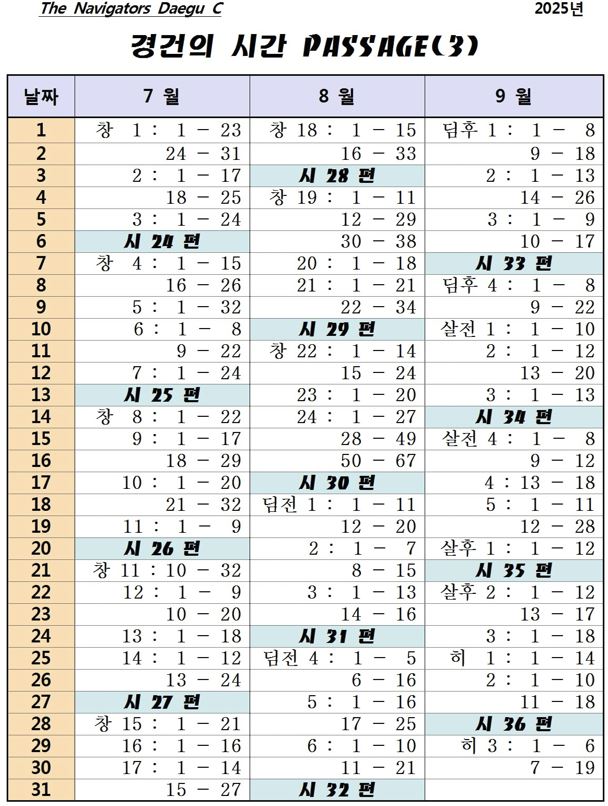 The Navigators Daegu C 2025년
경건의 시간 PASSAGE(3)
날짜 7 월 8 월 9 월
1 창 1 : 1 - 23 창 18 : 1 - 15 딤후 1 : 1 - 8
2 24 - 31 16 - 33 9 - 18
3 2 : 1 - 17 시 28 편 2 : 1 - 13
4 18 - 25 창 19 : 1 - 11 14 - 26
5 3 : 1 - 24 12 - 29 3 : 1 - 9
6 시 24 편 30 - 38 10 - 17
7 창 4 : 1 - 15 20 : 1 - 18 시 33 편
8 16 - 26 21 : 1 - 21 딤후 4 : 1 - 8
9 5 : 1 - 32 22 - 34 9 - 22
10 6 : 1 - 8 시 29 편 살전 1 : 1 - 10
11 9 - 22 창 22 : 1 - 14 2 : 1 - 12
12 7 : 1 - 24 15 - 24 13 - 20
13 시 25 편 23 : 1 - 20 3 : 1 - 13
14 창 8 : 1 - 22 24 : 1 - 27 시 34 편
15 9 : 1 - 17 28 - 49 살전 4 : 1 - 8
16 18 - 29 50 - 67 9 - 12
17 10 : 1 - 20 시 30 편 4 : 13 - 18
18 21 - 32 딤전 1 : 1 - 11 5 : 1 - 11
19 11 : 1 - 9 12 - 20 12 - 28
20 시 26 편 2 : 1 - 7 살후 1 : 1 - 12
21 창 11 : 10 - 32 8 - 15 시 35 편
22 12 : 1 - 9 3 : 1 - 13 살후 2 : 1 - 12
23 10 - 20 14 - 16 13 - 17
24 13 : 1 - 18 시 31 편 3 : 1 - 18
25 14 : 1 - 12 딤전 4 : 1 - 5 히 1 : 1 - 14
26 13 - 24 6 - 16 2 : 1 - 10
27 시 27 편 5 : 1 - 16 11 - 18
28 창 15 : 1 - 21 17 - 25 시 36 편
29 16 : 1 - 16 6 : 1 - 10 히 3 : 1 - 6
30 17 : 1 - 14 11 - 21 7 - 19
31 15 - 27 시 32 편